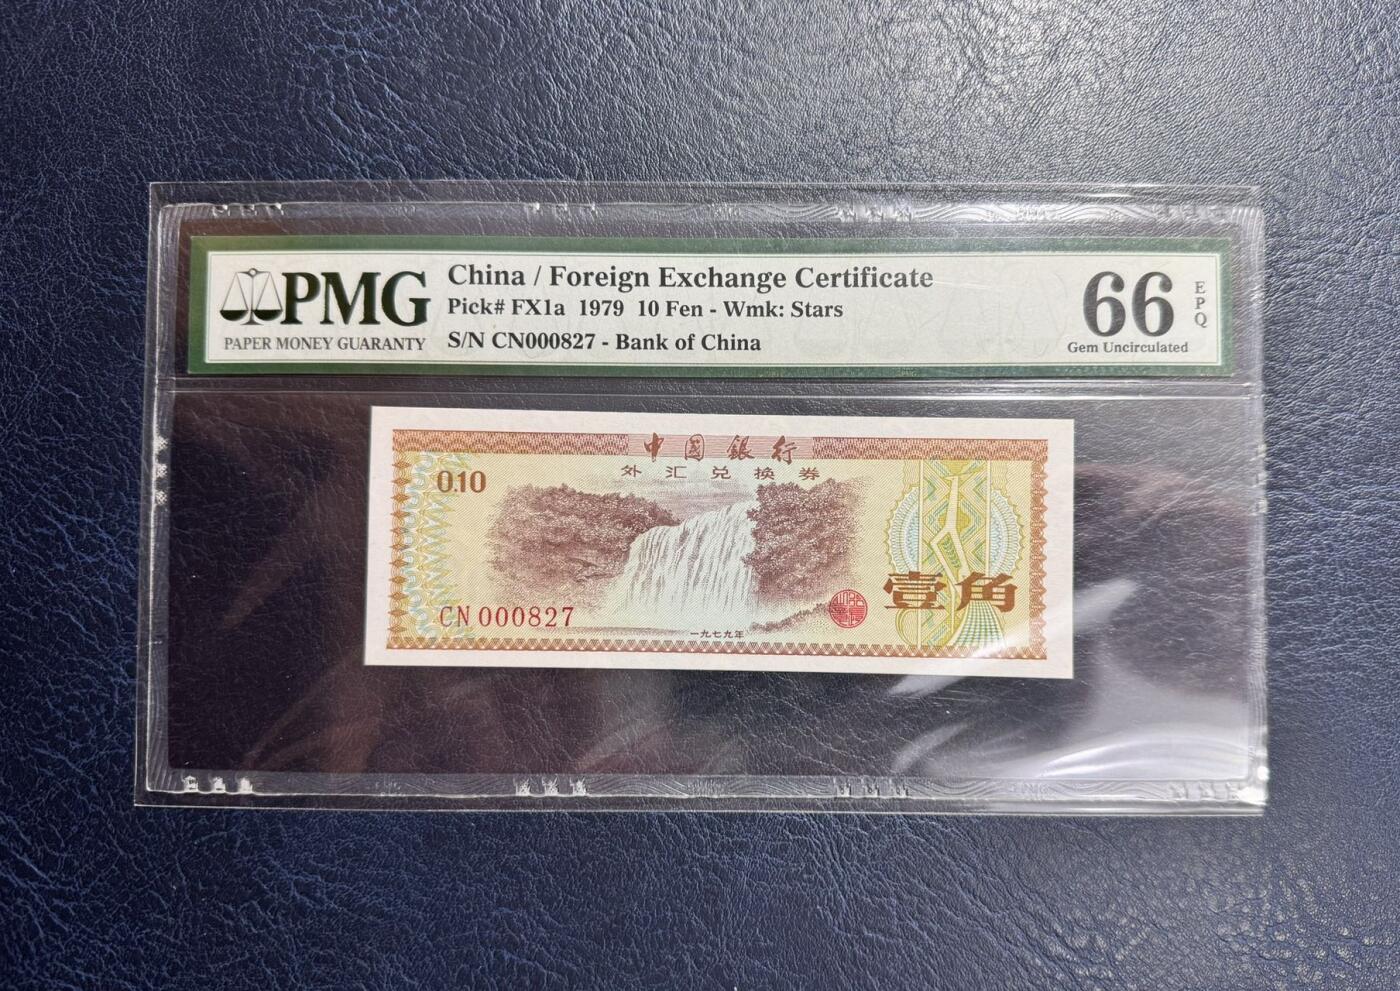 PMG
PAPER MONEY GUARANTY
China / Foreign Exchange Certificate
Pick# FX1a 1979 10 Fen - Wmk: Stars
S/N CN000827 - Bank of China
66
EPQ
Gem Uncirculated
中國銀行
外汇兑换券
0.10
CN 000827
壹角
一九七九年